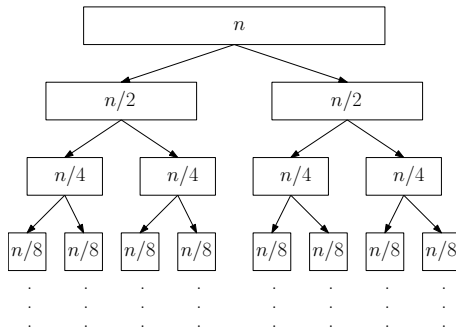 n
n/2 n/2
n/4 n/4 n/4 n/4
n/8 n/8 n/8 n/8 n/8 n/8 n/8 n/8
. . . . . . . .
. . . . . . . .
. . . . . . . .